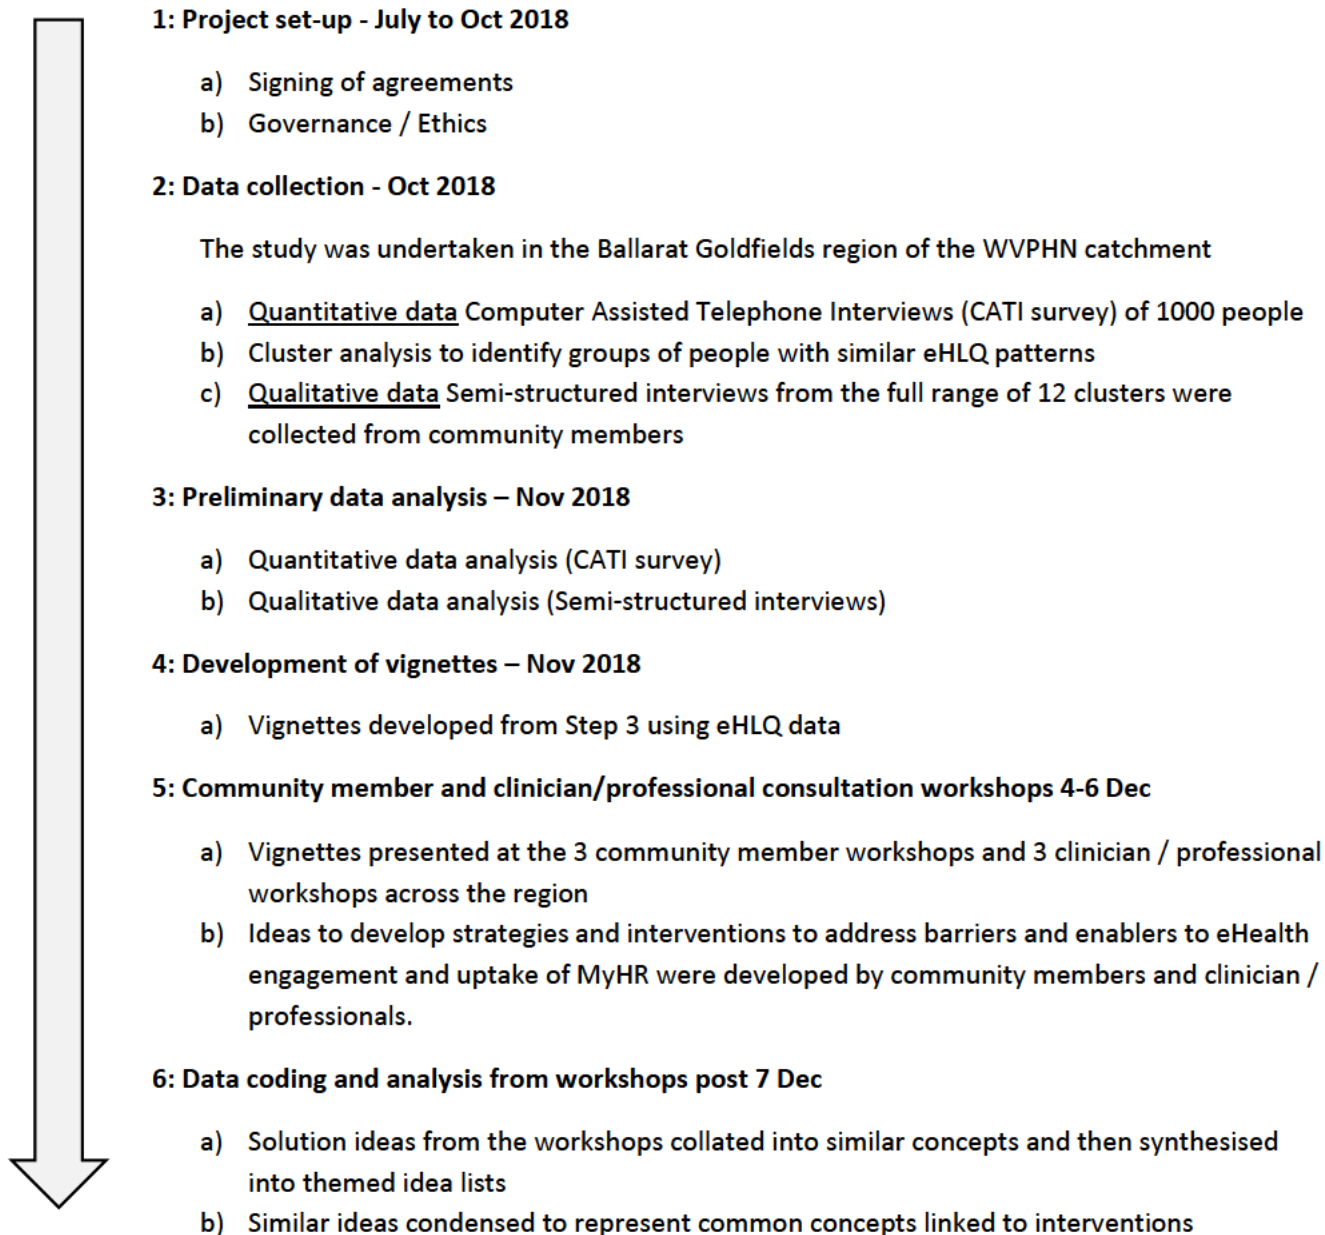 1: Project set-up - July to Oct 2018
a) Signing of agreements
b) Governance / Ethics
2: Data collection - Oct 2018
The study was undertaken in the Ballarat Goldfields region of the WVPHN catchment
a) Quantitative data Computer Assisted Telephone Interviews (CATI survey) of 1000 people
b) Cluster analysis to identify groups of people with similar eHLQ patterns
c) Qualitative data Semi-structured interviews from the full range of 12 clusters were
collected from community members
3: Preliminary data analysis – Nov 2018
a) Quantitative data analysis (CATI survey)
b) Qualitative data analysis (Semi-structured interviews)
4: Development of vignettes – Nov 2018
a) Vignettes developed from Step 3 using eHLQ data
5: Community member and clinician/professional consultation workshops 4-6 Dec
a) Vignettes presented at the 3 community member workshops and 3 clinician / professional
workshops across the region
b) Ideas to develop strategies and interventions to address barriers and enablers to eHealth
engagement and uptake of MyHR were developed by community members and clinician /
professionals.
6: Data coding and analysis from workshops post 7 Dec
a) Solution ideas from the workshops collated into similar concepts and then synthesised
into themed idea lists
b) Similar ideas condensed to represent common concepts linked to interventions